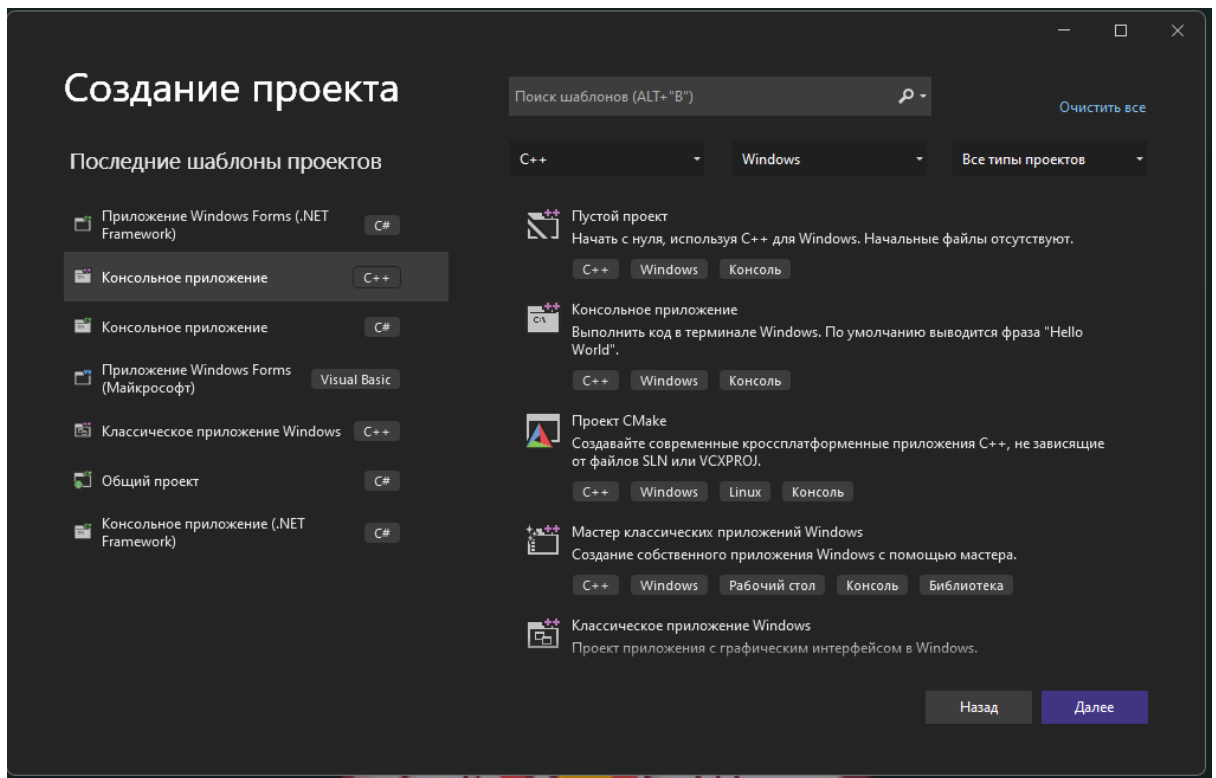 Создание проекта
Поиск шаблонов (ALT+"B")
Очистить все
Последние шаблоны проектов
C++
Windows
Все типы проектов
Приложение Windows Forms (.NET
Framework)
C#
Консольное приложение
C++
Консольное приложение
C#
Приложение Windows Forms
(Майкрософт)
Visual Basic
Классическое приложение Windows
C++
Общий проект
C#
Консольное приложение (.NET
Framework)
C#
Пустой проект
Начать с нуля, используя C++ для Windows. Начальные файлы отсутствуют.
C++ Windows Консоль
Консольное приложение
Выполнить код в терминале Windows. По умолчанию выводится фраза "Hello
World".
C++ Windows Консоль
Проект CMake
Создавайте современные кроссплатформенные приложения C++, не зависящие
от файлов SLN или VCXPROJ.
C++ Windows Linux Консоль
Мастер классических приложений Windows
Создание собственного приложения Windows с помощью мастера.
C++ Windows Рабочий стол Консоль Библиотека
Классическое приложение Windows
Проект приложения с графическим интерфейсом в Windows.
Назад
Далее